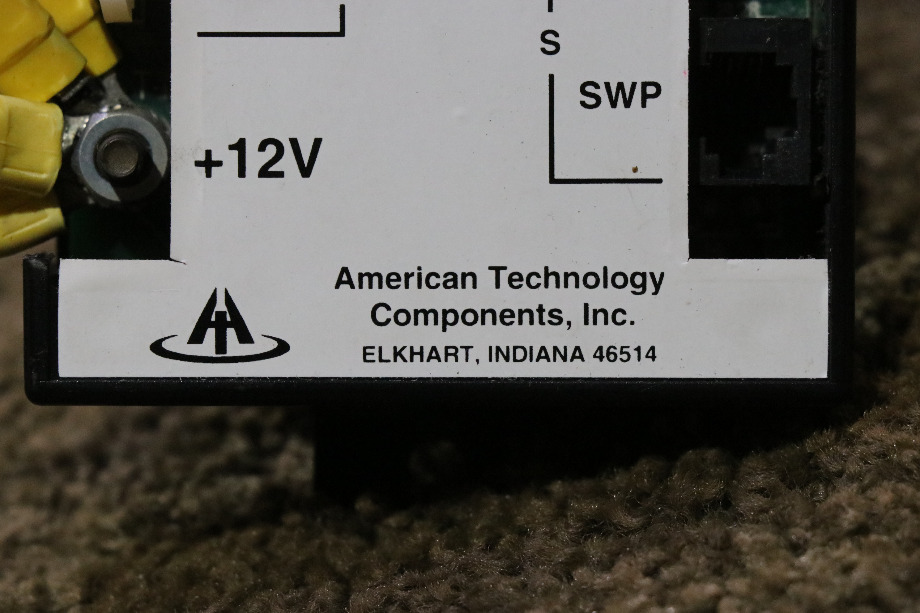 S
SWP
+12V
American Technology
Components, Inc.
ELKHART, INDIANA 46514